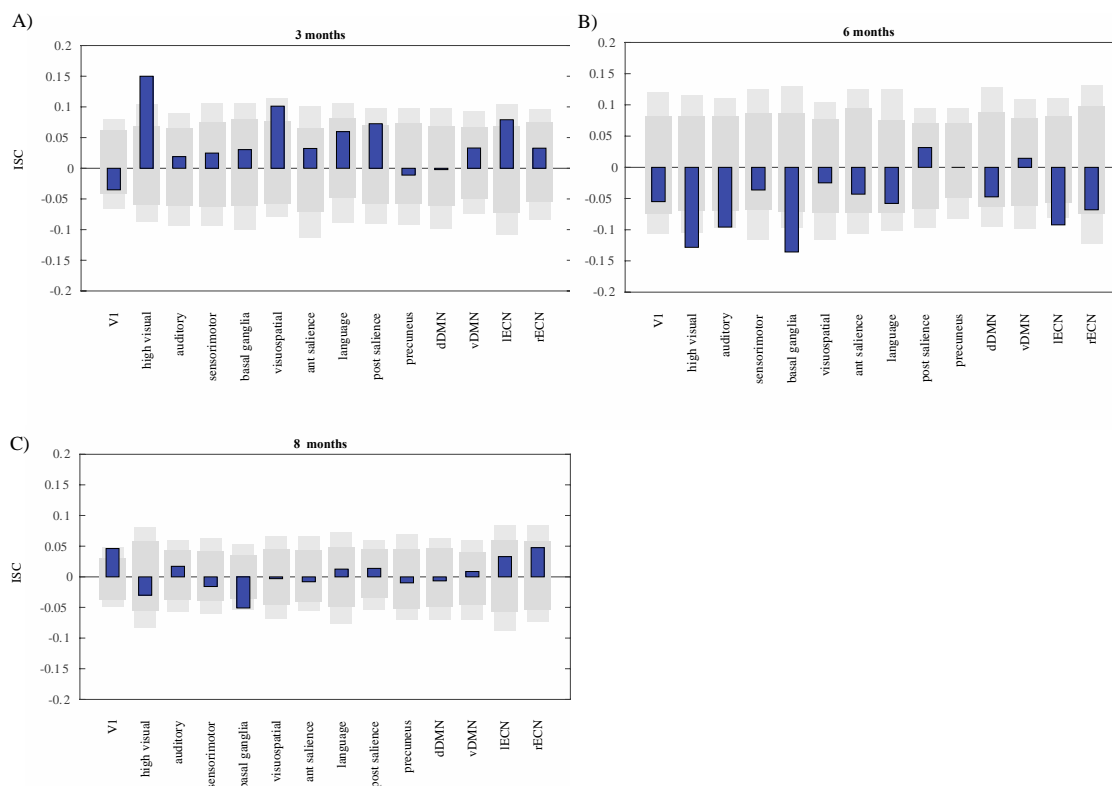 A)
3 months
0.2
0.15
0.1
0.05
0
-0.05
-0.1
-0.15
-0.2
ISC
V1
high visual
auditory
sensorimotor
basal ganglia
visuospatial
ant salience
language
post salience
precuneus
dDMN
vDMN
lECN
rECN
B)
6 months
0.2
0.15
0.1
0.05
0
-0.05
-0.1
-0.15
-0.2
V1
high visual
auditory
sensorimotor
basal ganglia
visuospatial
ant salience
language
post salience
precuneus
dDMN
vDMN
lECN
rECN
C)
8 months
0.2
0.15
0.1
0.05
0
-0.05
-0.1
-0.15
-0.2
ISC
V1
high visual
auditory
sensorimotor
basal ganglia
visuospatial
ant salience
language
post salience
precuneus
dDMN
vDMN
lECN
rECN